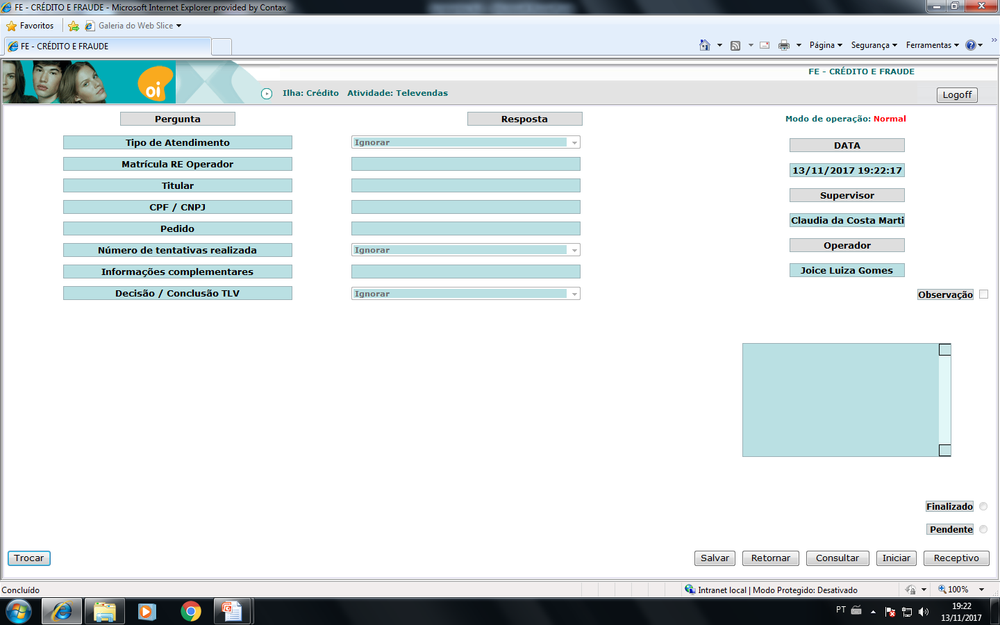 FE - CRÉDITO E FRAUDE - Microsoft Internet Explorer provided by Contax
Favoritos
Galeria do Web Slice
FE - CRÉDITO E FRAUDE
Página
Segurança
Ferramentas
oi
FE - CRÉDITO E FRAUDE
Ilha: Crédito Atividade: Televendas
Logoff
Pergunta
Resposta
Modo de operação: Normal
Tipo de Atendimento
Ignorar
DATA
Matrícula RE Operador
13/11/2017 19:22:17
Titular
Supervisor
CPF / CNPJ
Claudia da Costa Marti
Pedido
Número de tentativas realizada
Ignorar
Operador
Informações complementares
Joice Luiza Gomes
Decisão / Conclusão TLV
Ignorar
Observação
Finalizado
Pendente
Trocar
Salvar
Retornar
Consultar
Iniciar
Receptivo
Concluído
Intranet local | Modo Protegido: Desativado
100%
PT
19:22
13/11/2017